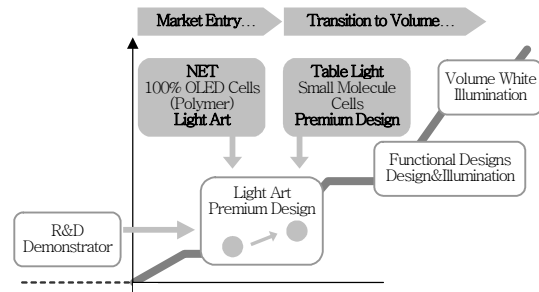 Market Entry…
Transition to Volume…
NET
100% OLED Cells
(Polymer)
Light Art
Table Light
Small Molecule
Cells
Premium Design
Volume White
Illumination
Functional Designs
Design&Illumination
Light Art
Premium Design
R&D
Demonstrator